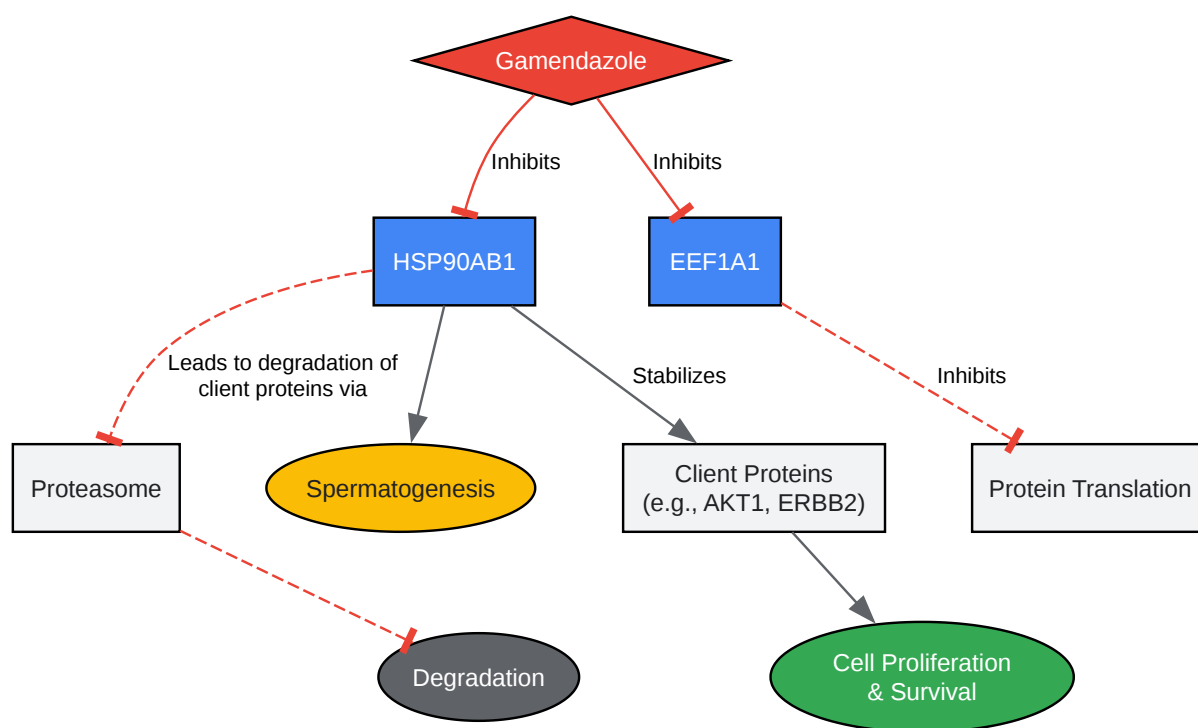 Gamendazole
Inhibits
Inhibits
HSP90AB1
EEF1A1
Leads to degradation of
client proteins via
Stabilizes
Inhibits
Proteasome
Spermatogenesis
Client Proteins
(e.g., AKT1, ERBB2)
Protein Translation
Degradation
Cell Proliferation
& Survival